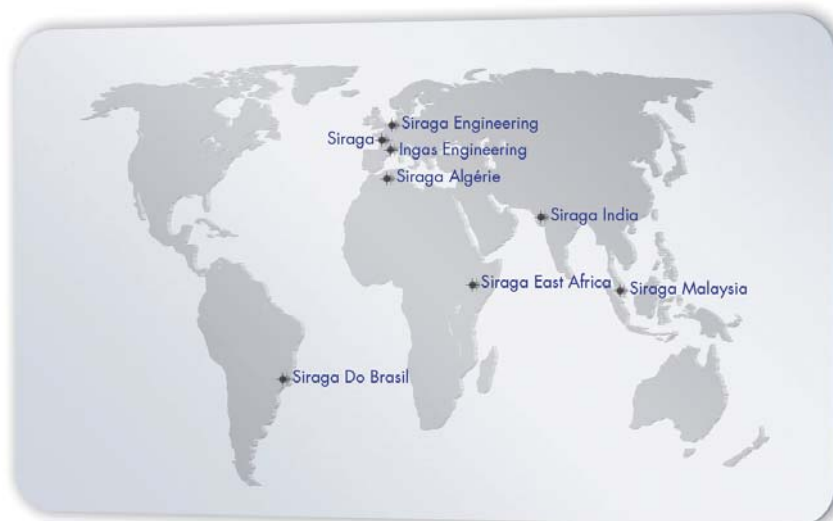 Siraga Engineering
Siraga
Ingas Engineering
Siraga Algérie
Siraga India
Siraga East Africa
Siraga Malaysia
Siraga Do Brasil